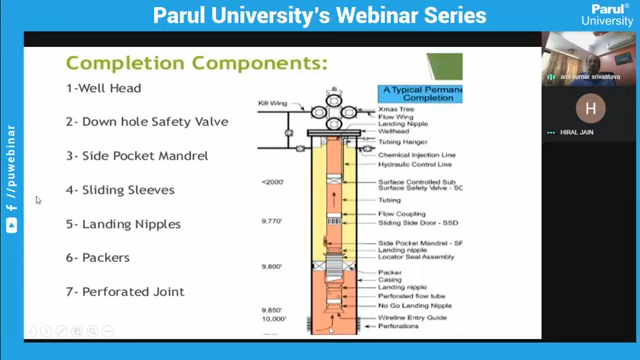 Parul University's Webinar Series
Parul
University
f /puwebinar
Completion Components:
1-Well Head
2- Down hole Safety Valve
3- Side Pocket Mandrel
4- Sliding Sleeves
5- Landing Nipples
6- Packers
7- Perforated Joint
A Typical Permane
Completion
Kill Wing
Xmas Tree
Flow Wing
Landing Nipple
Wellhead
Tubing Hanger
Chemical Injection Line
Hydraulic Control Line
<2000'
Surface Controlled Sub
Surface Safety Valve - SC
Tubing
Flow Coupling
9,770'
Sliding Side Door - SSD
Side Pocket Mandrel - SF
Landing nipple
Locator Seal Assembly
9,800'
Packer
Casing
Landing nipple
Perforated flow tube
No Go Landing Nipple
9,850'
10,000'
Wireline Entry Guide
Perforations
anil kumar srivastava
H
HIRAL JAIN